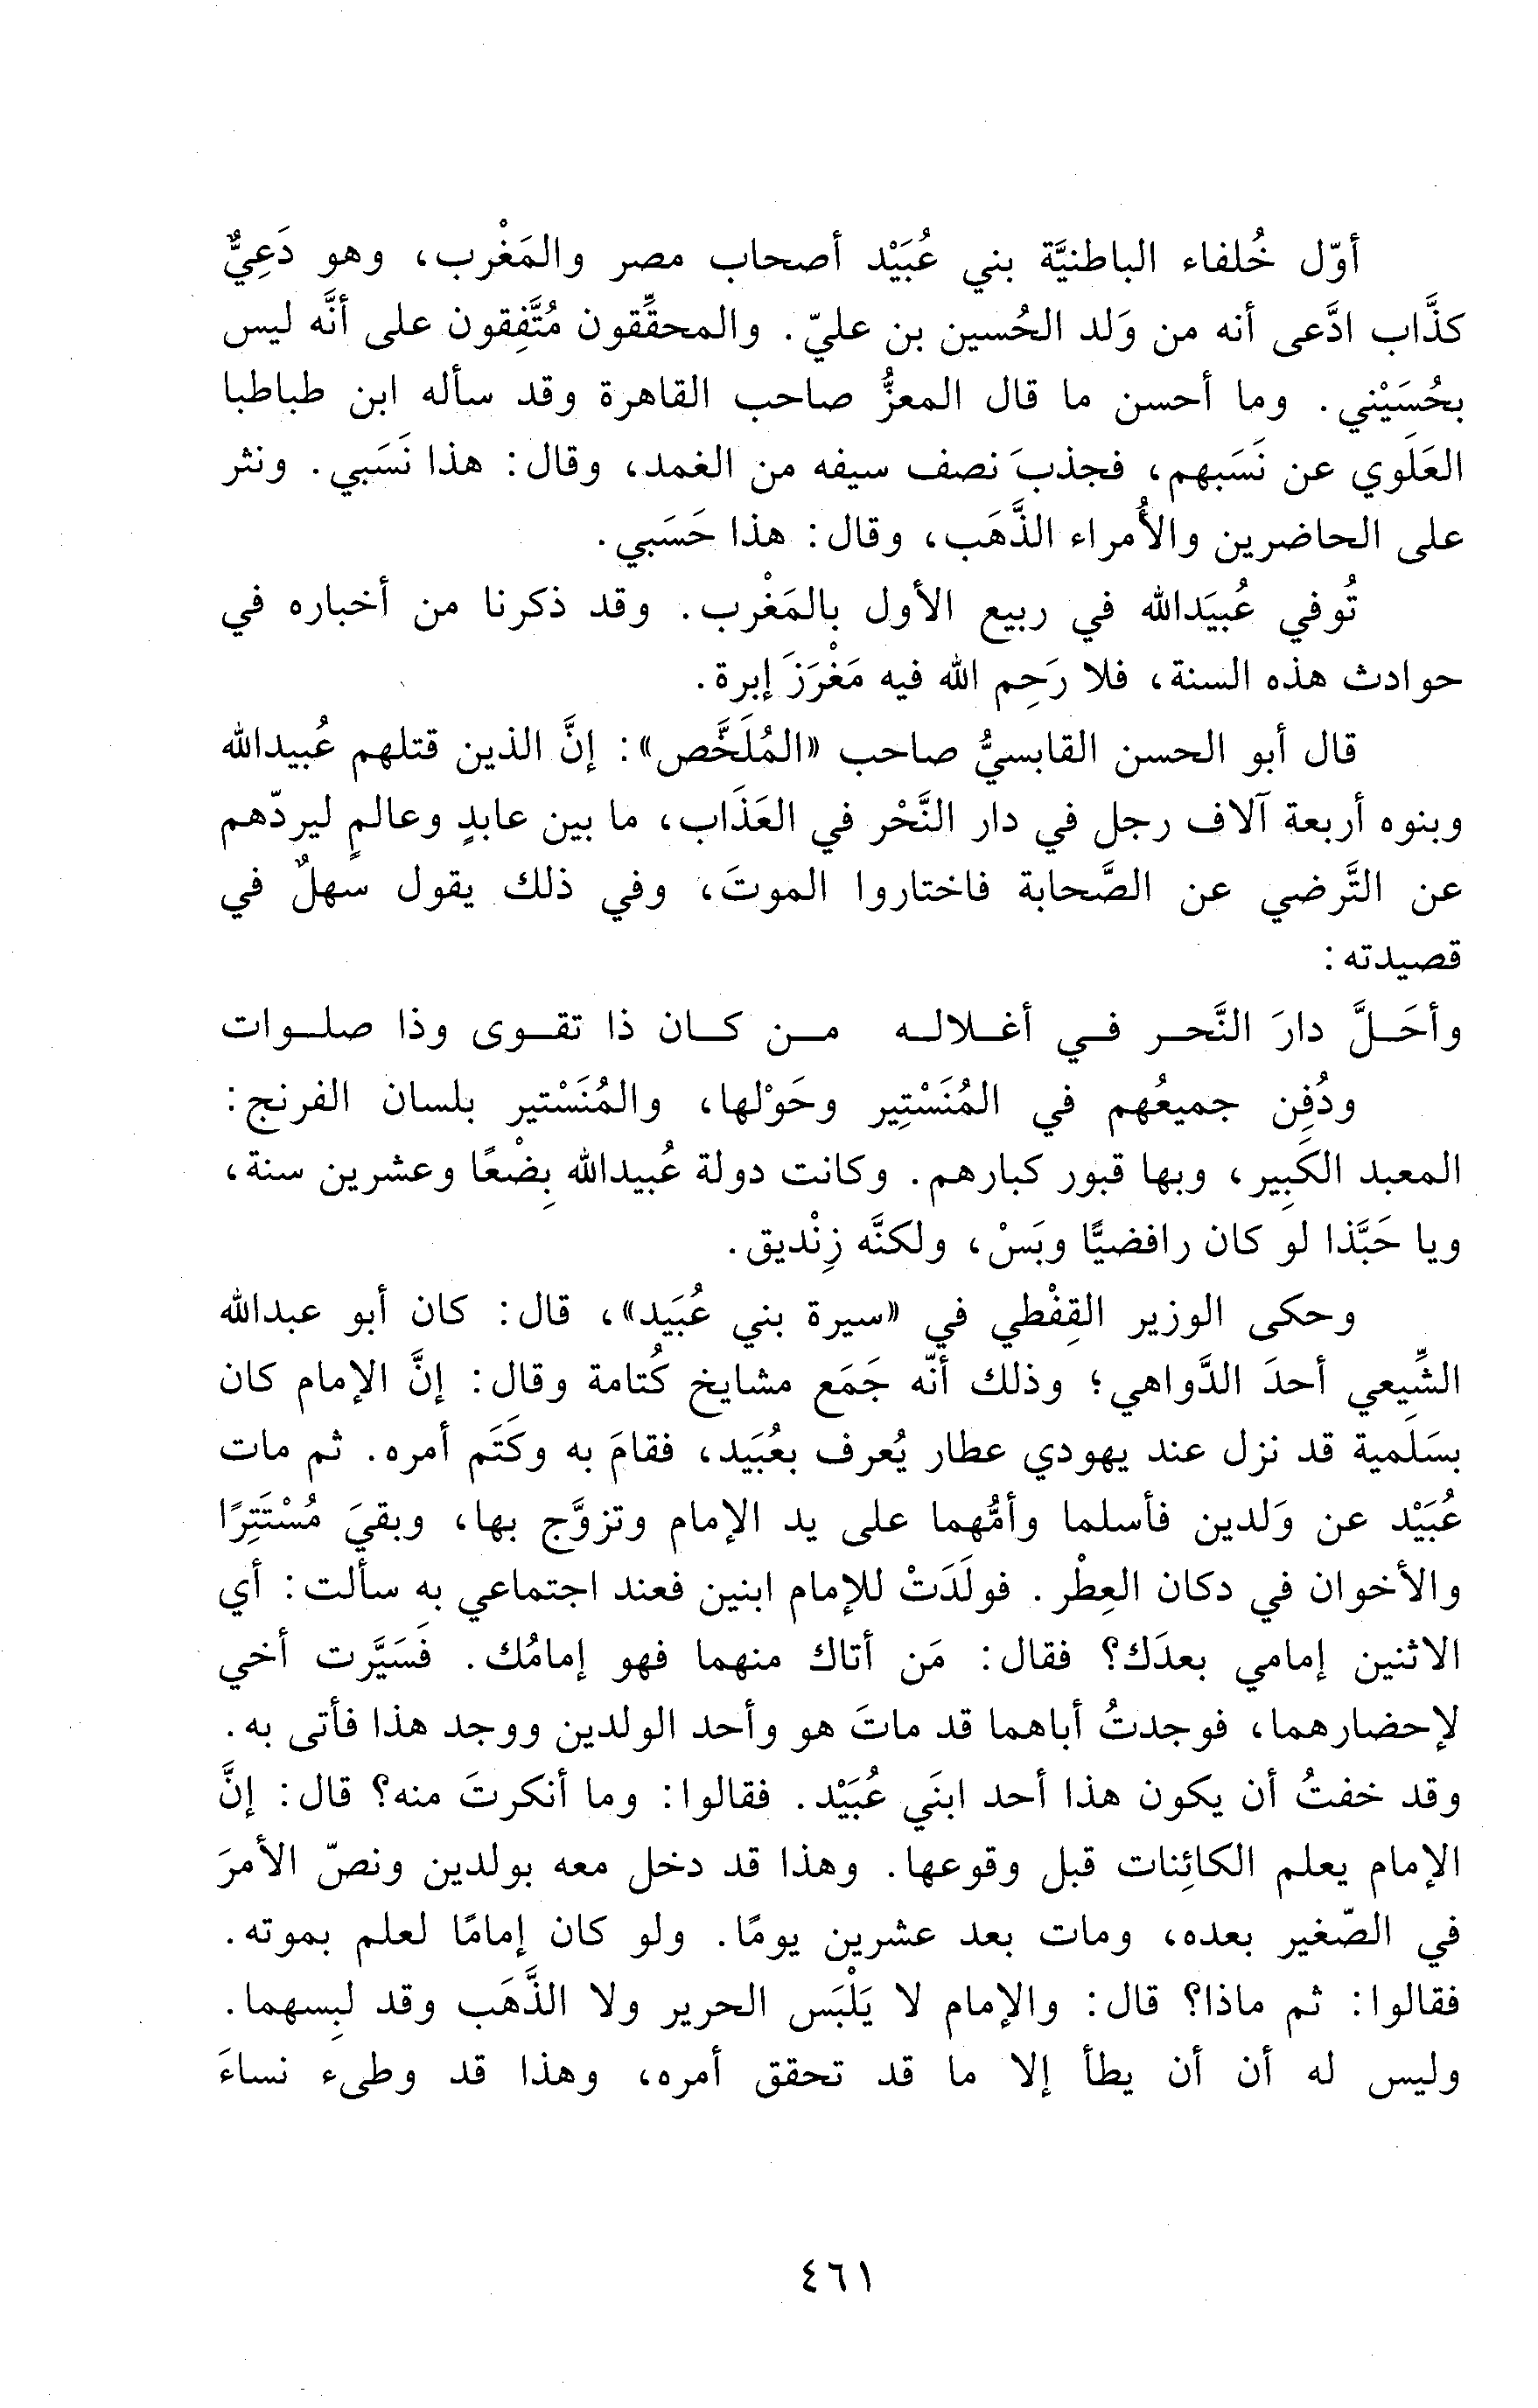 أوّل خُلفاء الباطنيَّة بني عُبَيْد أصحاب مصر والمَغْرب، وهو دَعِيٌّ
كذَّاب ادَّعى أنه من وَلد الحُسين بن عليّ. والمحقِّقون مُتَّفِقون على أنَّه ليس
بحُسَيْني. وما أحسن ما قال المعزُّ صاحب القاهرة وقد سأله ابن طباطبا
العَلَوي عن نَسَبهم، فجذبَ نصف سيفه من الغمد، وقال: هذا نَسَبي. ونثر
على الحاضرين والأُمراء الذَّهَب، وقال: هذا حَسَبي.
تُوفي عُبيَدالله في ربيع الأول بالمَغْرب. وقد ذكرنا من أخباره في
حوادث هذه السنة، فلا رَحِم الله فيه مَغْرَزَ إبرة.
قال أبو الحسن القابسيُّ صاحب «المُلَخَّص»: إنَّ الذين قتلهم عُبيدالله
وبنوه أربعة آلاف رجل في دار النَّحْر في العَذَاب، ما بين عابدٍ وعالمٍ ليردّهم
عن التَّرضي عن الصَّحابة فاختاروا الموتَ، وفي ذلك يقول سهلٌ في
قصيدته:
وأحَـلَّ دارَ النَّحـر فـي أغـلالـه مـن كـان ذا تقـوى وذا صلـوات
ودُفِن جميعُهم في المُنَسْتِير وحَوْلها، والمُنَسْتير بلسان الفرنج:
المعبد الكَبِير، وبها قبور كبارهم. وكانت دولة عُبيدالله بِضْعًا وعشرين سنة،
ويا حَبَّذا لو كان رافضيًّا وبَسْ، ولكنَّه زِنْديق.
وحكى الوزير القِفْطي في «سيرة بني عُبَيد»، قال: كان أبو عبدالله
الشِّيعي أحدَ الدَّواهي؛ وذلك أنّه جَمَع مشايخ كُتامة وقال: إنَّ الإمام كان
بسَلَمية قد نزل عند يهودي عطار يُعرف بعُبَيد، فقامَ به وكَتَم أمره. ثم مات
عُبَيْد عن وَلدين فأسلما وأمُّهما على يد الإمام وتزوَّج بها، وبقيَ مُسْتَتِرًا
والأخوان في دكان العِطْر. فولَدَتْ للإمام ابنين فعند اجتماعي به سألت: أي
الاثنين إمامي بعدَك؟ فقال: مَن أتاك منهما فهو إمامُك. فَسَيَّرت أخي
لإحضارهما، فوجدتُ أباهما قد ماتَ هو وأحد الولدين ووجد هذا فأتى به.
وقد خفتُ أن يكون هذا أحد ابنَي عُبَيْد. فقالوا: وما أنكرتَ منه؟ قال: إنَّ
الإمام يعلم الكائِنات قبل وقوعها. وهذا قد دخل معه بولدين ونصّ الأمرَ
في الصّغير بعده، ومات بعد عشرين يومًا. ولو كان إمامًا لعلم بموته.
فقالوا: ثم ماذا؟ قال: والإمام لا يَلْبَس الحرير ولا الذَّهَب وقد لبِسهما.
وليس له أن أن يطأ إلا ما قد تحقق أمره، وهذا قد وطىء نساءَ
٤٦١